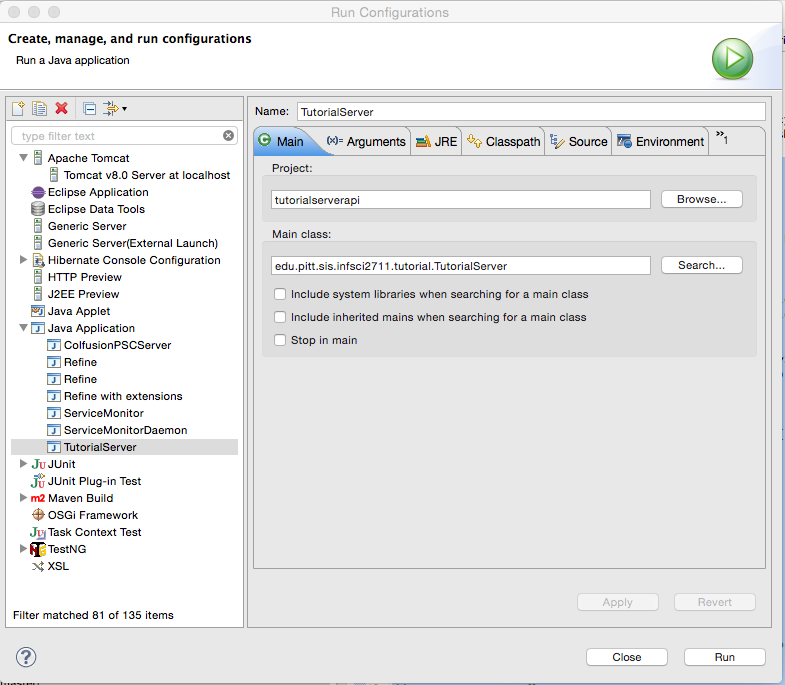 Run Configurations
Create, manage, and run configurations
Run a Java application
type filter text
Apache Tomcat
Tomcat v8.0 Server at localhost
Eclipse Application
Eclipse Data Tools
Generic Server
Generic Server(External Launch)
Hibernate Console Configuration
HTTP Preview
J2EE Preview
Java Applet
Java Application
ColfusionPSCServer
Refine
Refine
Refine with extensions
ServiceMonitor
ServiceMonitorDaemon
TutorialServer
JUnit
JUnit Plug-in Test
Maven Build
OSGi Framework
Task Context Test
TestNG
XSL
Filter matched 81 of 135 items
Name: TutorialServer
Main (x)= Arguments JRE Classpath Source Environment »1
Project:
tutorialserverapi Browse...
Main class:
edu.pitt.sis.infsci2711.tutorial.TutorialServer Search...
Include system libraries when searching for a main class
Include inherited mains when searching for a main class
Stop in main
Apply Revert
? Close Run